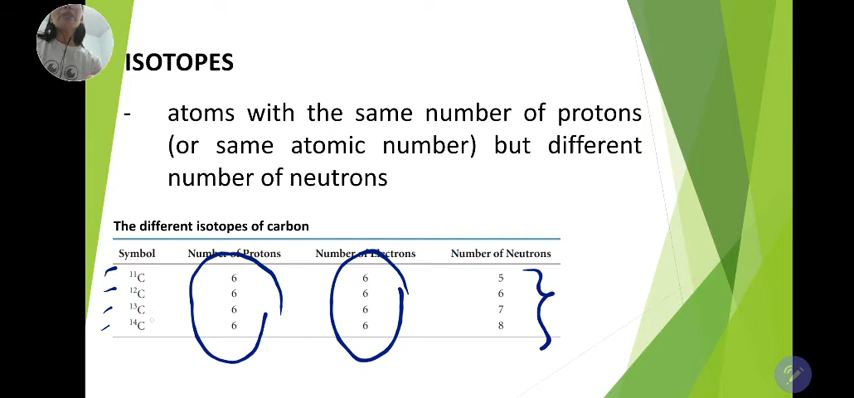 ISOTOPES
- atoms with the same number of protons
(or same atomic number) but different
number of neutrons
The different isotopes of carbon
Symbol Number of Protons Number of Electrons Number of Neutrons
¹¹C 6 6 5
¹²C 6 6 6
¹³C 6 6 7
¹⁴C 6 6 8